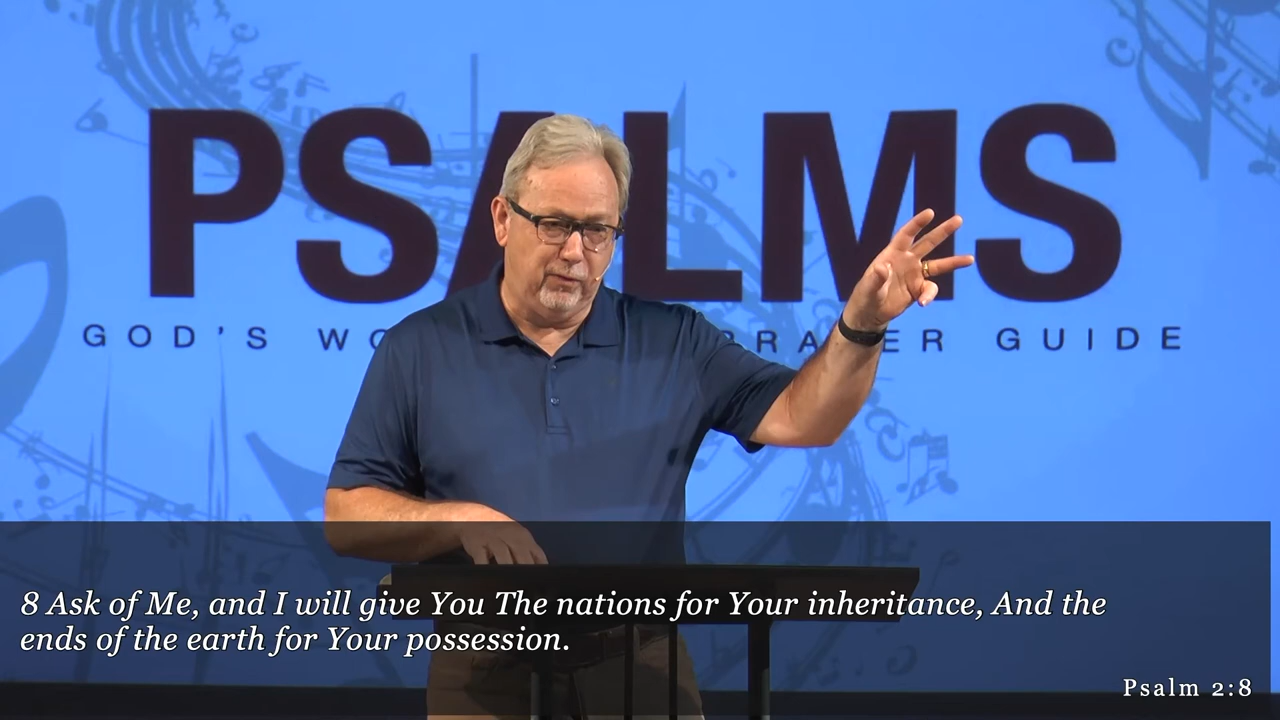 PSALMS
GOD'S WO PRAYER GUIDE
8 Ask of Me, and I will give You The nations for Your inheritance, And the
ends of the earth for Your possession.
Psalm 2:8